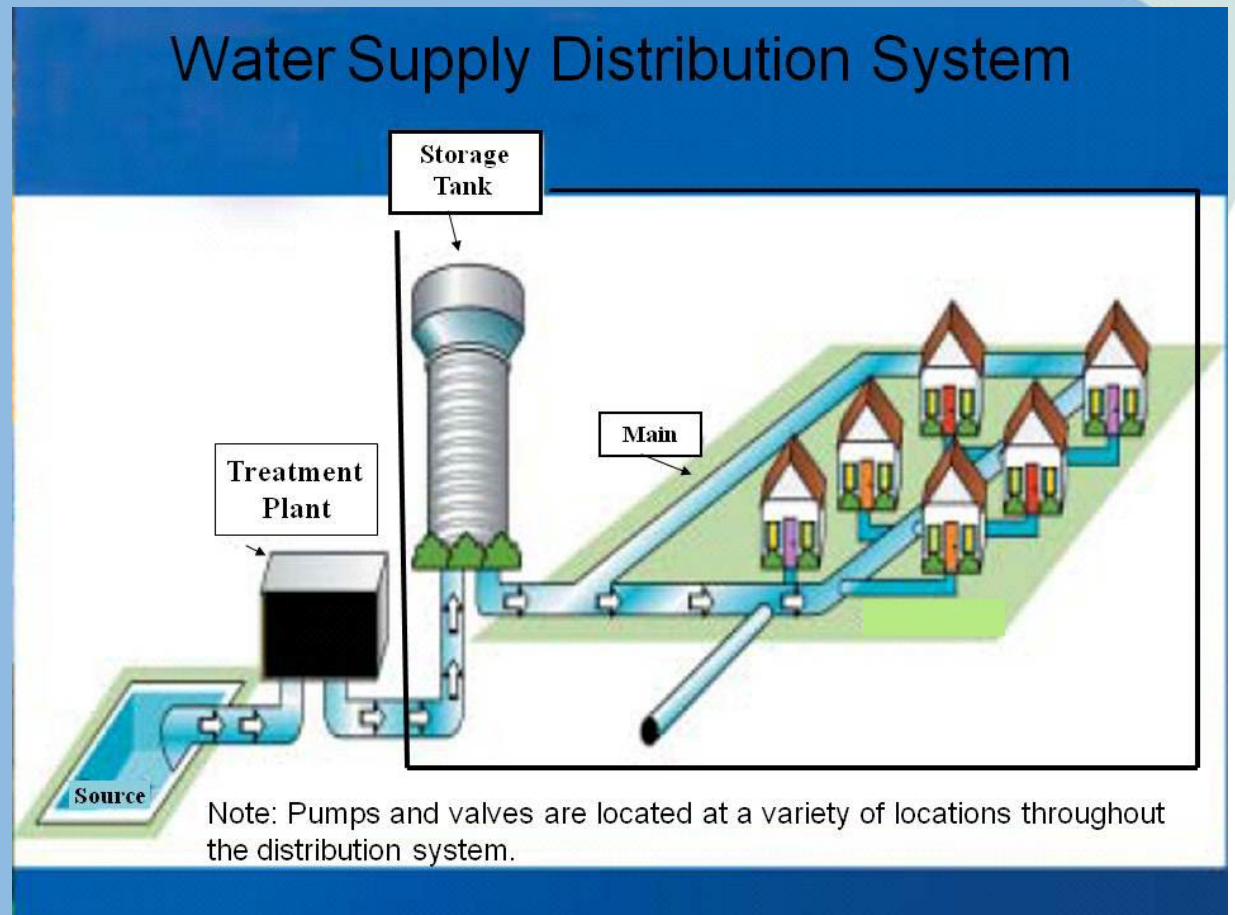 Water Supply Distribution System
Storage
Tank
Main
Treatment
Plant
Source
Note: Pumps and valves are located at a variety of locations throughout
the distribution system.